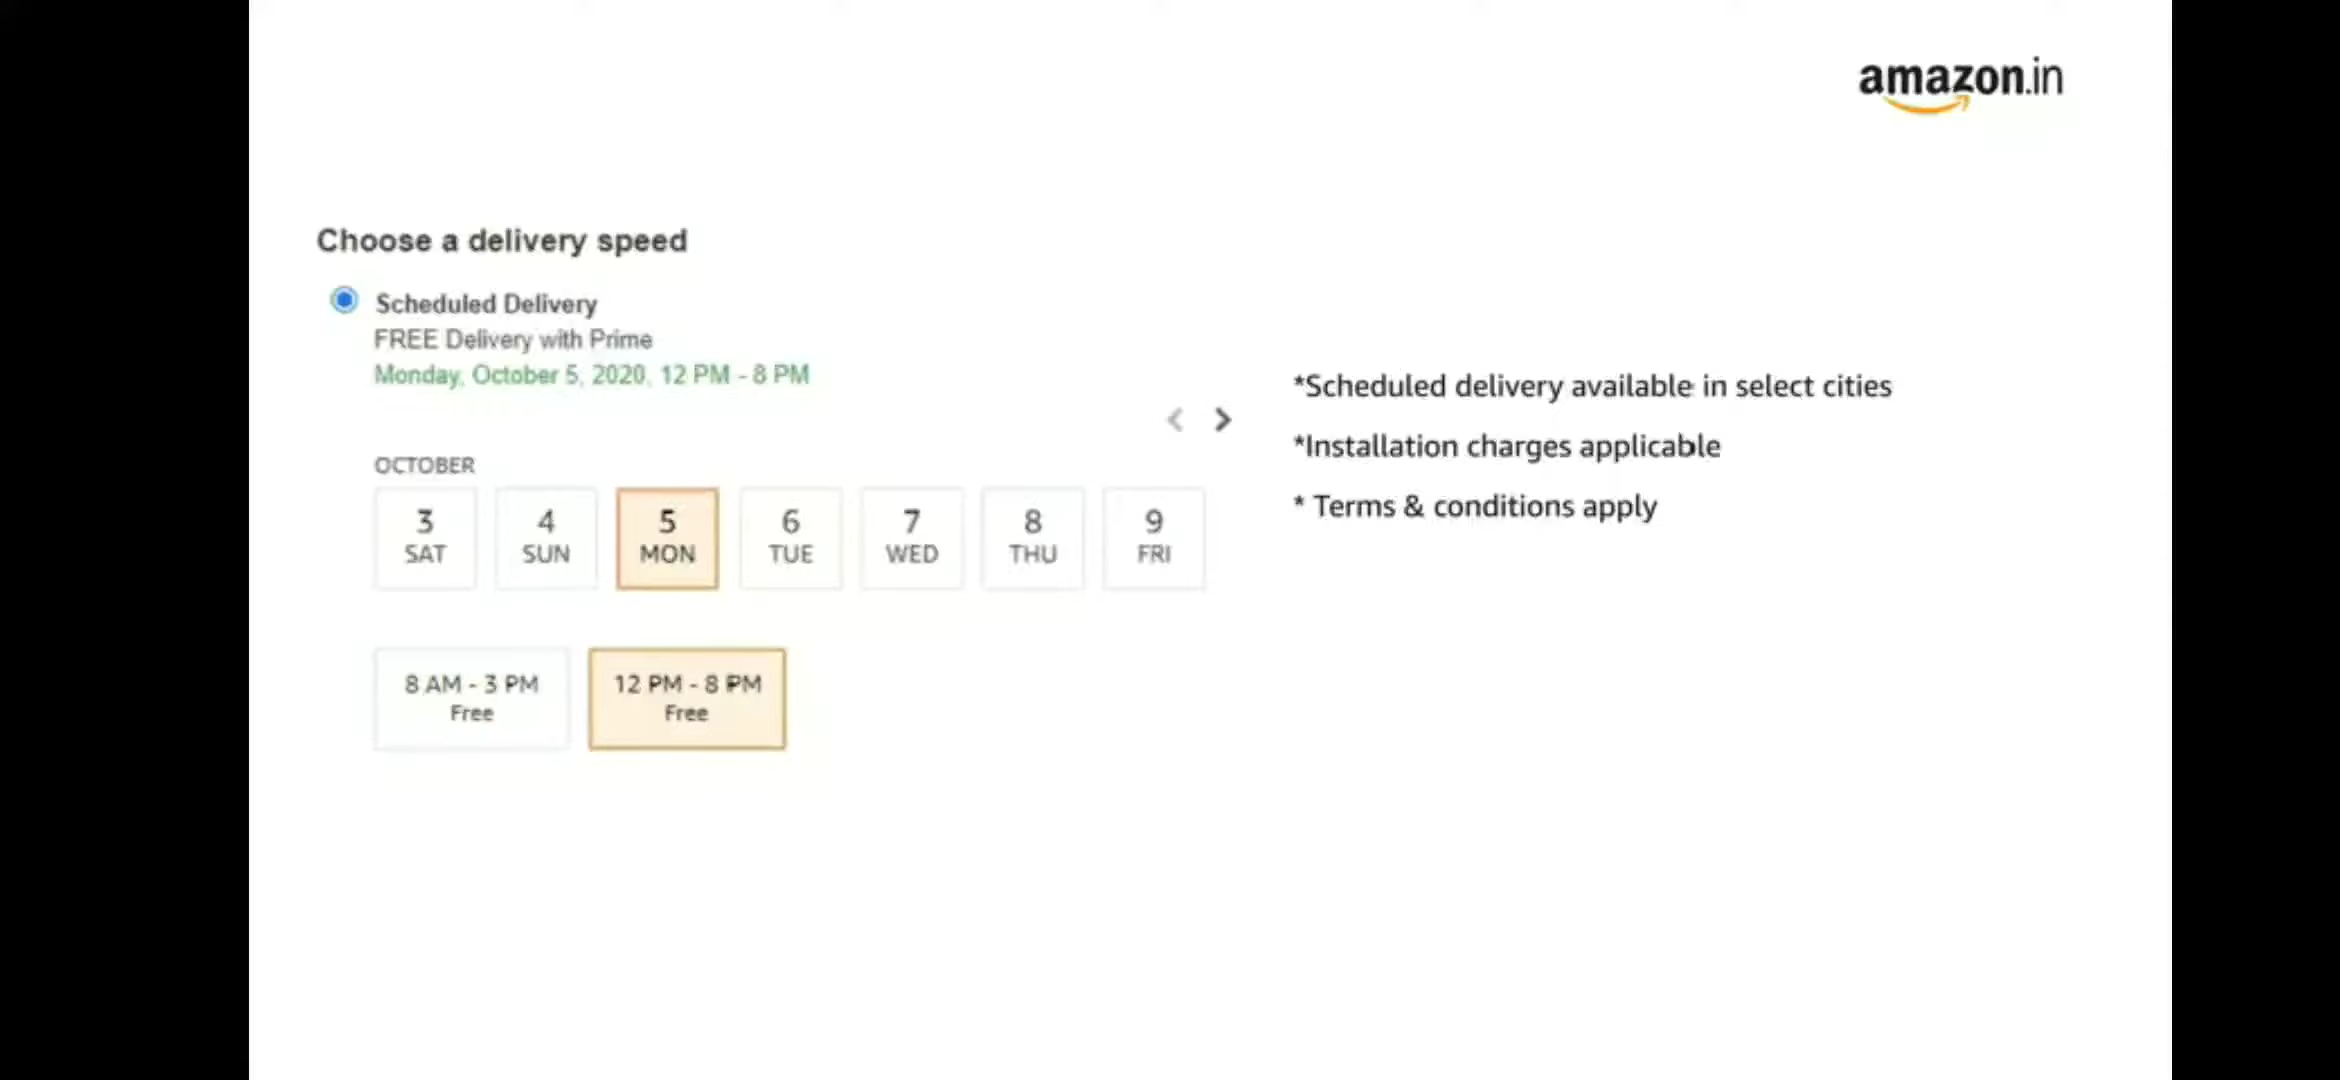 amazon.in
Choose a delivery speed
Scheduled Delivery
FREE Delivery with Prime
Monday, October 5, 2020, 12 PM - 8 PM
OCTOBER
3 4 5 6 7 8 9
SAT SUN MON TUE WED THU FRI
8 AM - 3 PM 12 PM - 8 PM
Free Free
*Scheduled delivery available in select cities
*Installation charges applicable
* Terms & conditions apply